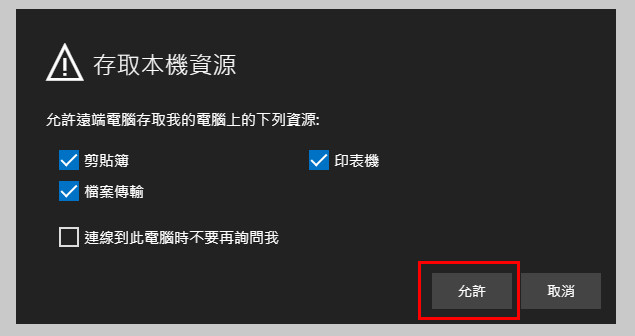 存取本機資源
允許遠端電腦存取我的電腦上的下列資源:
剪貼簿 印表機
檔案傳輸
連線到此電腦時不要再詢問我
允許 取消